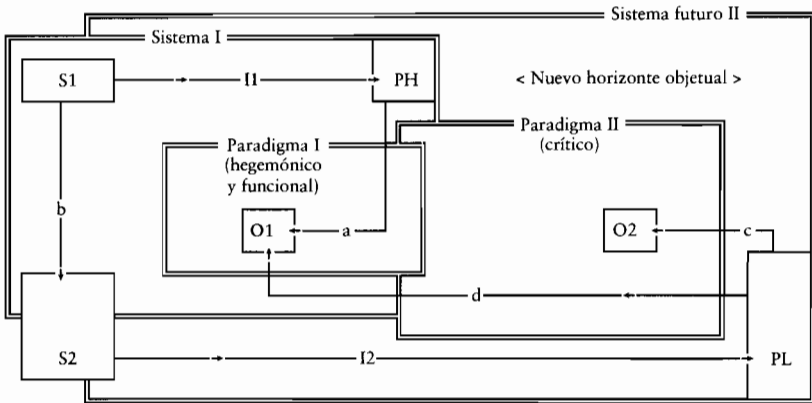 Sistema futuro II
Sistema I
S1
I1
PH
< Nuevo horizonte objetual >
Paradigma I
(hegemónico
y funcional)
Paradigma II
(crítico)
b
O1
a
O2
c
d
S2
I2
PL